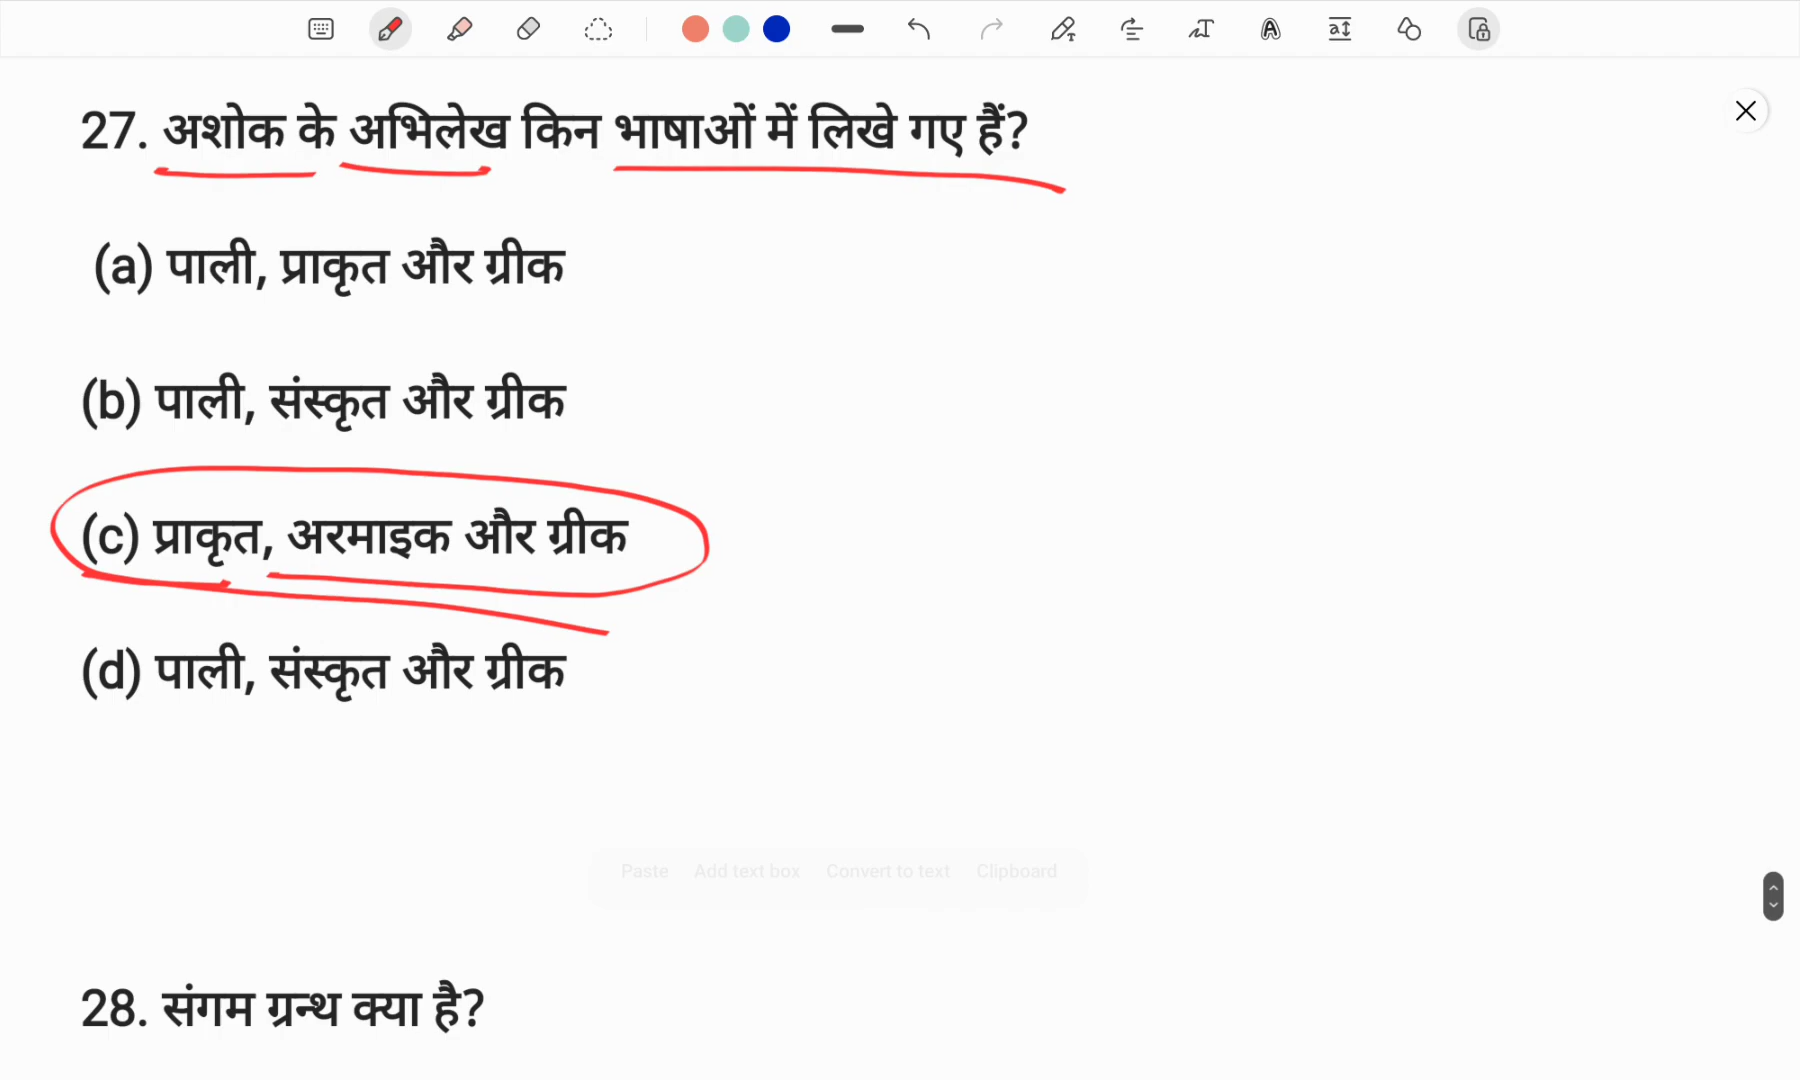 27. अशोक के अभिलेख किन भाषाओं में लिखे गए हैं?
(a) पाली, प्राकृत और ग्रीक
(b) पाली, संस्कृत और ग्रीक
(c) प्राकृत, अरमाइक और ग्रीक
(d) पाली, संस्कृत और ग्रीक
Paste Add text box Convert to text Clipboard
28. संगम ग्रन्थ क्या है?